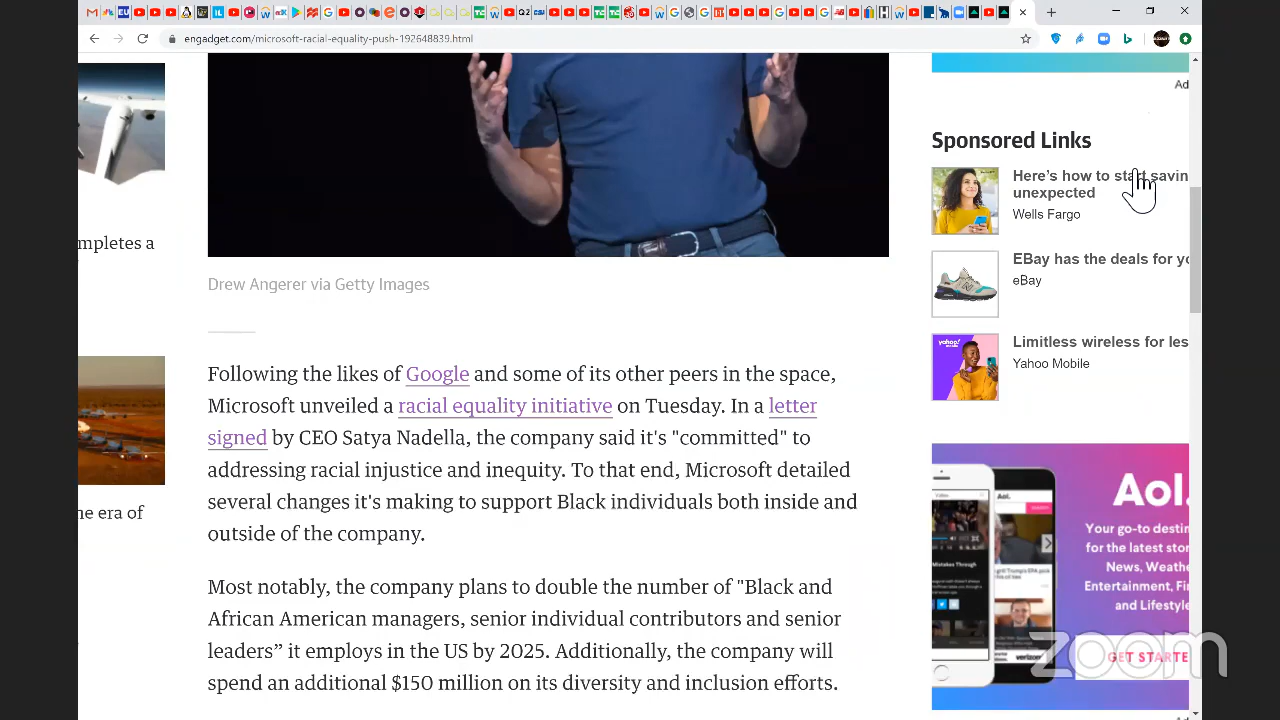 engadget.com/microsoft-racial-equality-push-192648839.html
mpletes a
he era of
Drew Angerer via Getty Images
Following the likes of Google and some of its other peers in the space,
Microsoft unveiled a racial equality initiative on Tuesday. In a letter
signed by CEO Satya Nadella, the company said it's "committed" to
addressing racial injustice and inequity. To that end, Microsoft detailed
several changes it's making to support Black individuals both inside and
outside of the company.
Most notably, the company plans to double the number of "Black and
African American managers, senior individual contributors and senior
leaders” it employs in the US by 2025. Additionally, the company will
spend an additional $150 million on its diversity and inclusion efforts.
Ad
Sponsored Links
Here’s how to start savin
unexpected
Wells Fargo
EBay has the deals for yo
eBay
Limitless wireless for les
yahoo!
Yahoo Mobile
Aol.
Your go-to destin
for the latest stor
News, Weathe
Entertainment, Fin
and Lifestyle
GET STARTE
verizon
zoom